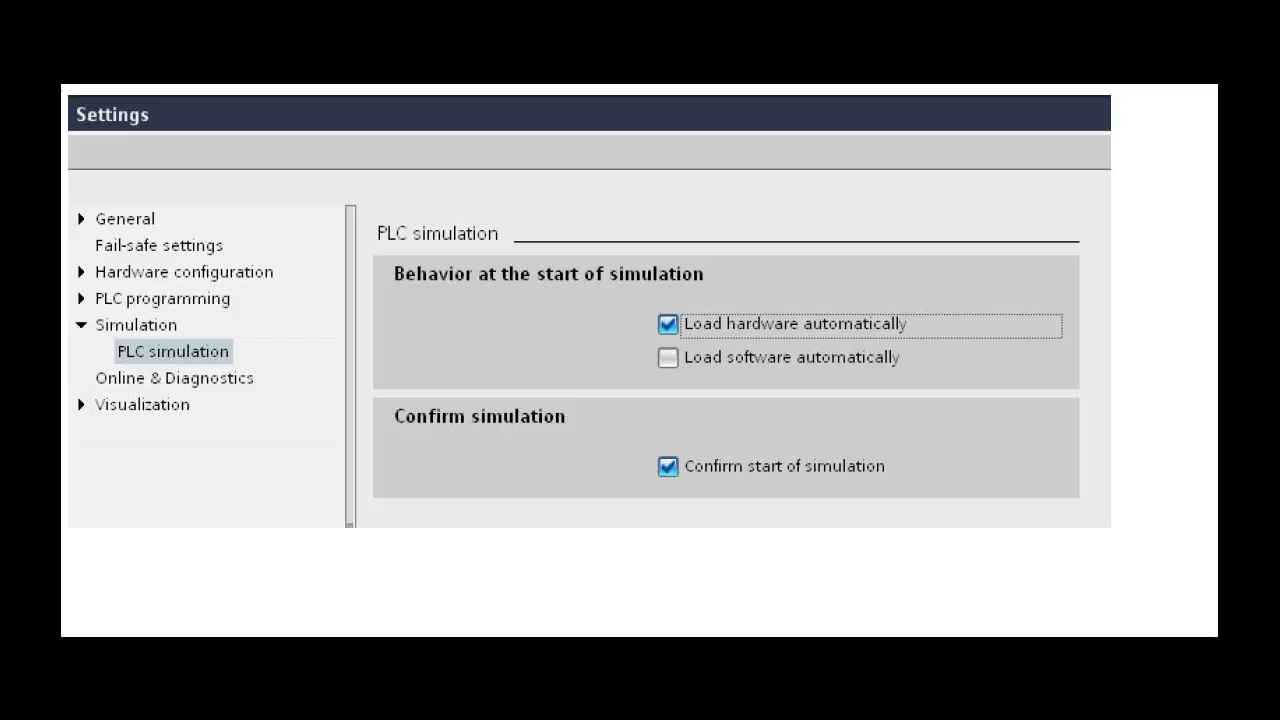 Settings
General
Fail-safe settings
Hardware configuration
PLC programming
Simulation
PLC simulation
Online & Diagnostics
Visualization
PLC simulation
Behavior at the start of simulation
Load hardware automatically
Load software automatically
Confirm simulation
Confirm start of simulation